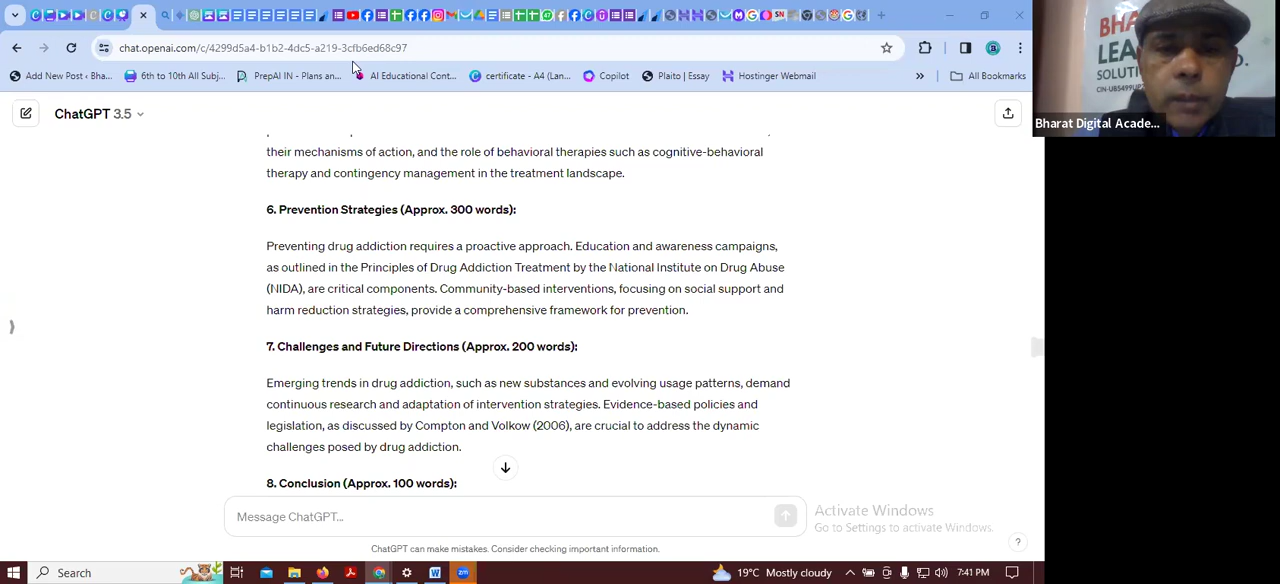 chat.openai.com/c/4299d5a4-b1b2-4dc5-a219-3cfb6ed68c97
Add New Post ‹ Bha...
6th to 10th All Subj...
PrepAI IN - Plans an...
AI Educational Cont...
certificate - A4 (Lan...
Copilot
Plaito | Essay
Hostinger Webmail
»
All Bookmarks
ChatGPT 3.5
their mechanisms of action, and the role of behavioral therapies such as cognitive-behavioral
therapy and contingency management in the treatment landscape.
6. Prevention Strategies (Approx. 300 words):
Preventing drug addiction requires a proactive approach. Education and awareness campaigns,
as outlined in the Principles of Drug Addiction Treatment by the National Institute on Drug Abuse
(NIDA), are critical components. Community-based interventions, focusing on social support and
harm reduction strategies, provide a comprehensive framework for prevention.
7. Challenges and Future Directions (Approx. 200 words):
Emerging trends in drug addiction, such as new substances and evolving usage patterns, demand
continuous research and adaptation of intervention strategies. Evidence-based policies and
legislation, as discussed by Compton and Volkow (2006), are crucial to address the dynamic
challenges posed by drug addiction.
8. Conclusion (Approx. 100 words):
Message ChatGPT...
ChatGPT can make mistakes. Consider checking important information.
?
Activate Windows
Go to Settings to activate Windows.
Bharat Digital Acade...
Search
19°C Mostly cloudy
7:41 PM